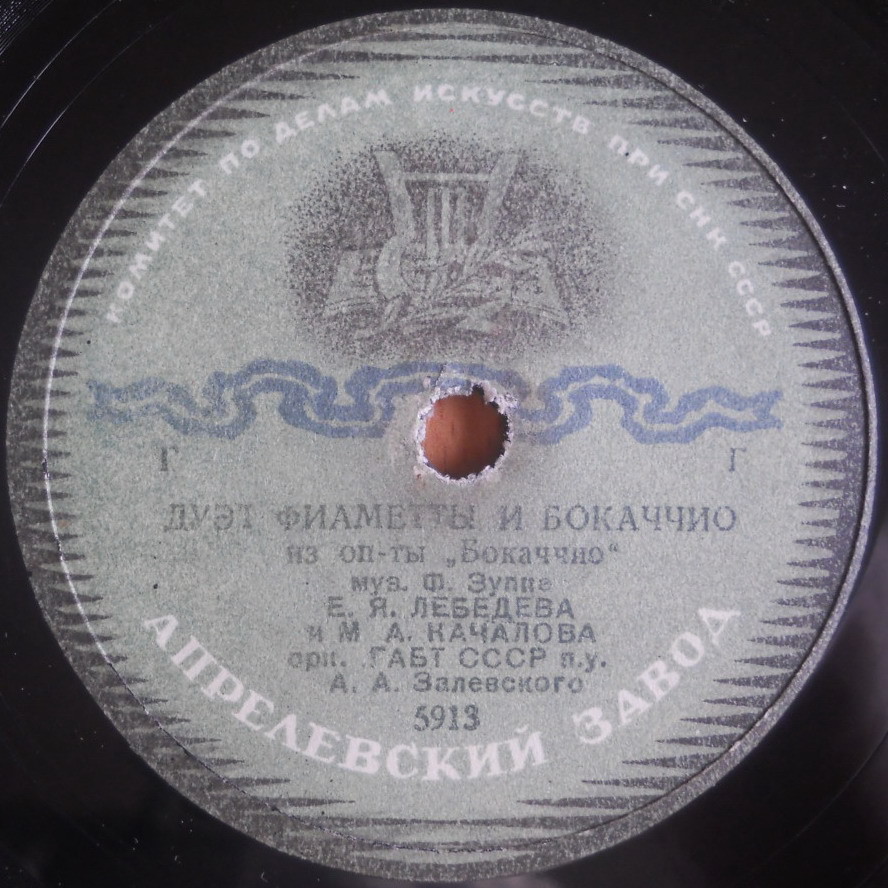 КОМИТЕТ ПО ДЕЛАМ ИСКУССТВ ПРИ СНК СССР
Г Г
ДУЭТ ФИАМЕТТЫ И БОКАЧЧИО
из оп-ты „Бокаччио“
муз. Ф. Зуппе
Е. Я. ЛЕБЕДЕВА
и М. А. КАЧАЛОВА
орк. ГАБТ СССР п.у.
А. А. Залевского
5913
АПРЕЛЕВСКИЙ ЗАВОД